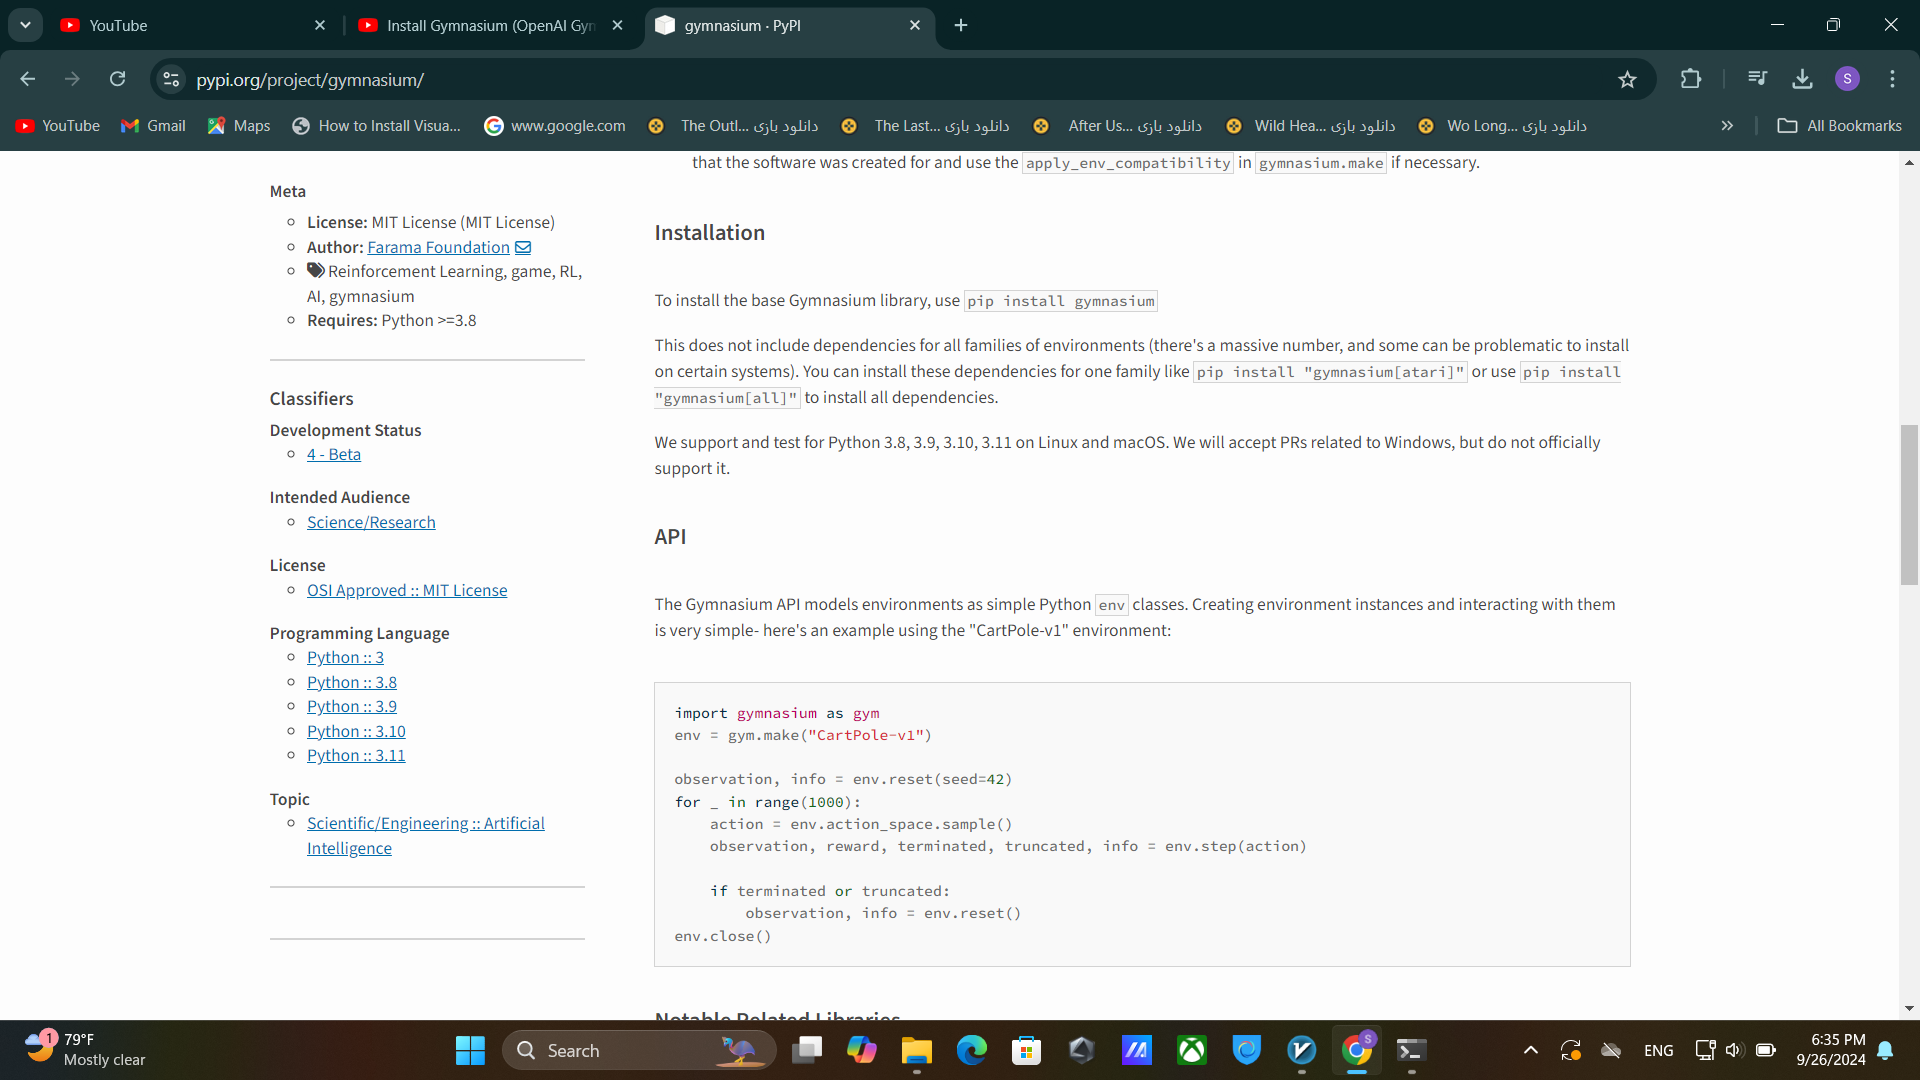 YouTube
Install Gymnasium (OpenAI Gyn
gymnasium · PyPI
pypi.org/project/gymnasium/
S
YouTube
Gmail
Maps
How to Install Visua...
www.google.com
The Outl... دانلود بازی
The Last... دانلود بازی
After Us... دانلود بازی
Wild Hea... دانلود بازی
Wo Long... دانلود بازی
All Bookmarks
Meta
License: MIT License (MIT License)
Author: Farama Foundation
Reinforcement Learning, game, RL,
AI, gymnasium
Requires: Python >=3.8
Classifiers
Development Status
4 - Beta
Intended Audience
Science/Research
License
OSI Approved :: MIT License
Programming Language
Python :: 3
Python :: 3.8
Python :: 3.9
Python :: 3.10
Python :: 3.11
Topic
Scientific/Engineering :: Artificial
Intelligence
that the software was created for and use the apply_env_compatibility in gymnasium.make if necessary.
Installation
To install the base Gymnasium library, use pip install gymnasium
This does not include dependencies for all families of environments (there's a massive number, and some can be problematic to install
on certain systems). You can install these dependencies for one family like pip install "gymnasium[atari]" or use pip install
"gymnasium[all]" to install all dependencies.
We support and test for Python 3.8, 3.9, 3.10, 3.11 on Linux and macOS. We will accept PRs related to Windows, but do not officially
support it.
API
The Gymnasium API models environments as simple Python env classes. Creating environment instances and interacting with them
is very simple- here's an example using the "CartPole-v1" environment:
import gymnasium as gym
env = gym.make("CartPole-v1")
observation, info = env.reset(seed=42)
for _ in range(1000):
    action = env.action_space.sample()
    observation, reward, terminated, truncated, info = env.step(action)
    if terminated or truncated:
        observation, info = env.reset()
env.close()
Notable Related Libraries
1
79°F
Mostly clear
Search
S
ENG
6:35 PM
9/26/2024